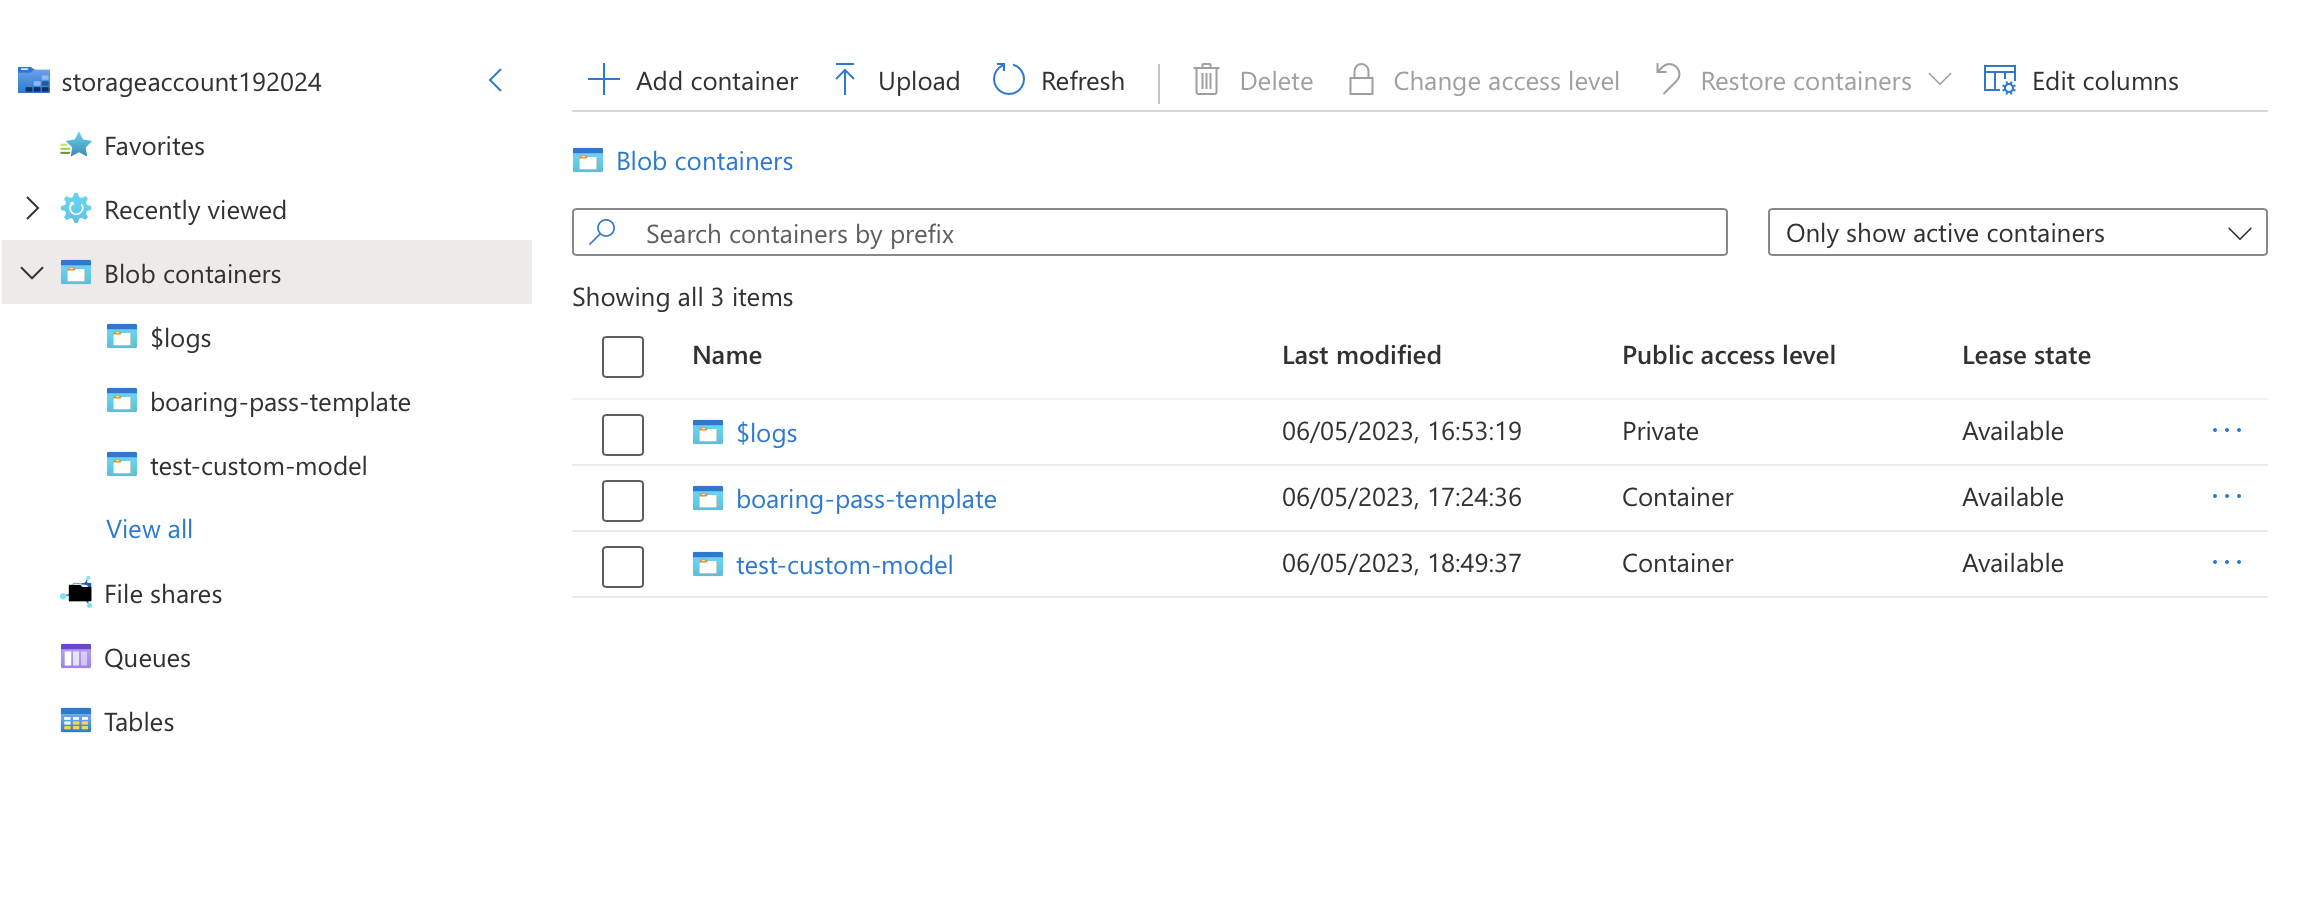 storageaccount192024
Favorites
Recently viewed
Blob containers
$logs
boaring-pass-template
test-custom-model
View all
File shares
Queues
Tables
Add container Upload Refresh Delete Change access level Restore containers Edit columns
Blob containers
Search containers by prefix Only show active containers
Showing all 3 items
Name Last modified Public access level Lease state
$logs 06/05/2023, 16:53:19 Private Available ...
boaring-pass-template 06/05/2023, 17:24:36 Container Available ...
test-custom-model 06/05/2023, 18:49:37 Container Available ...